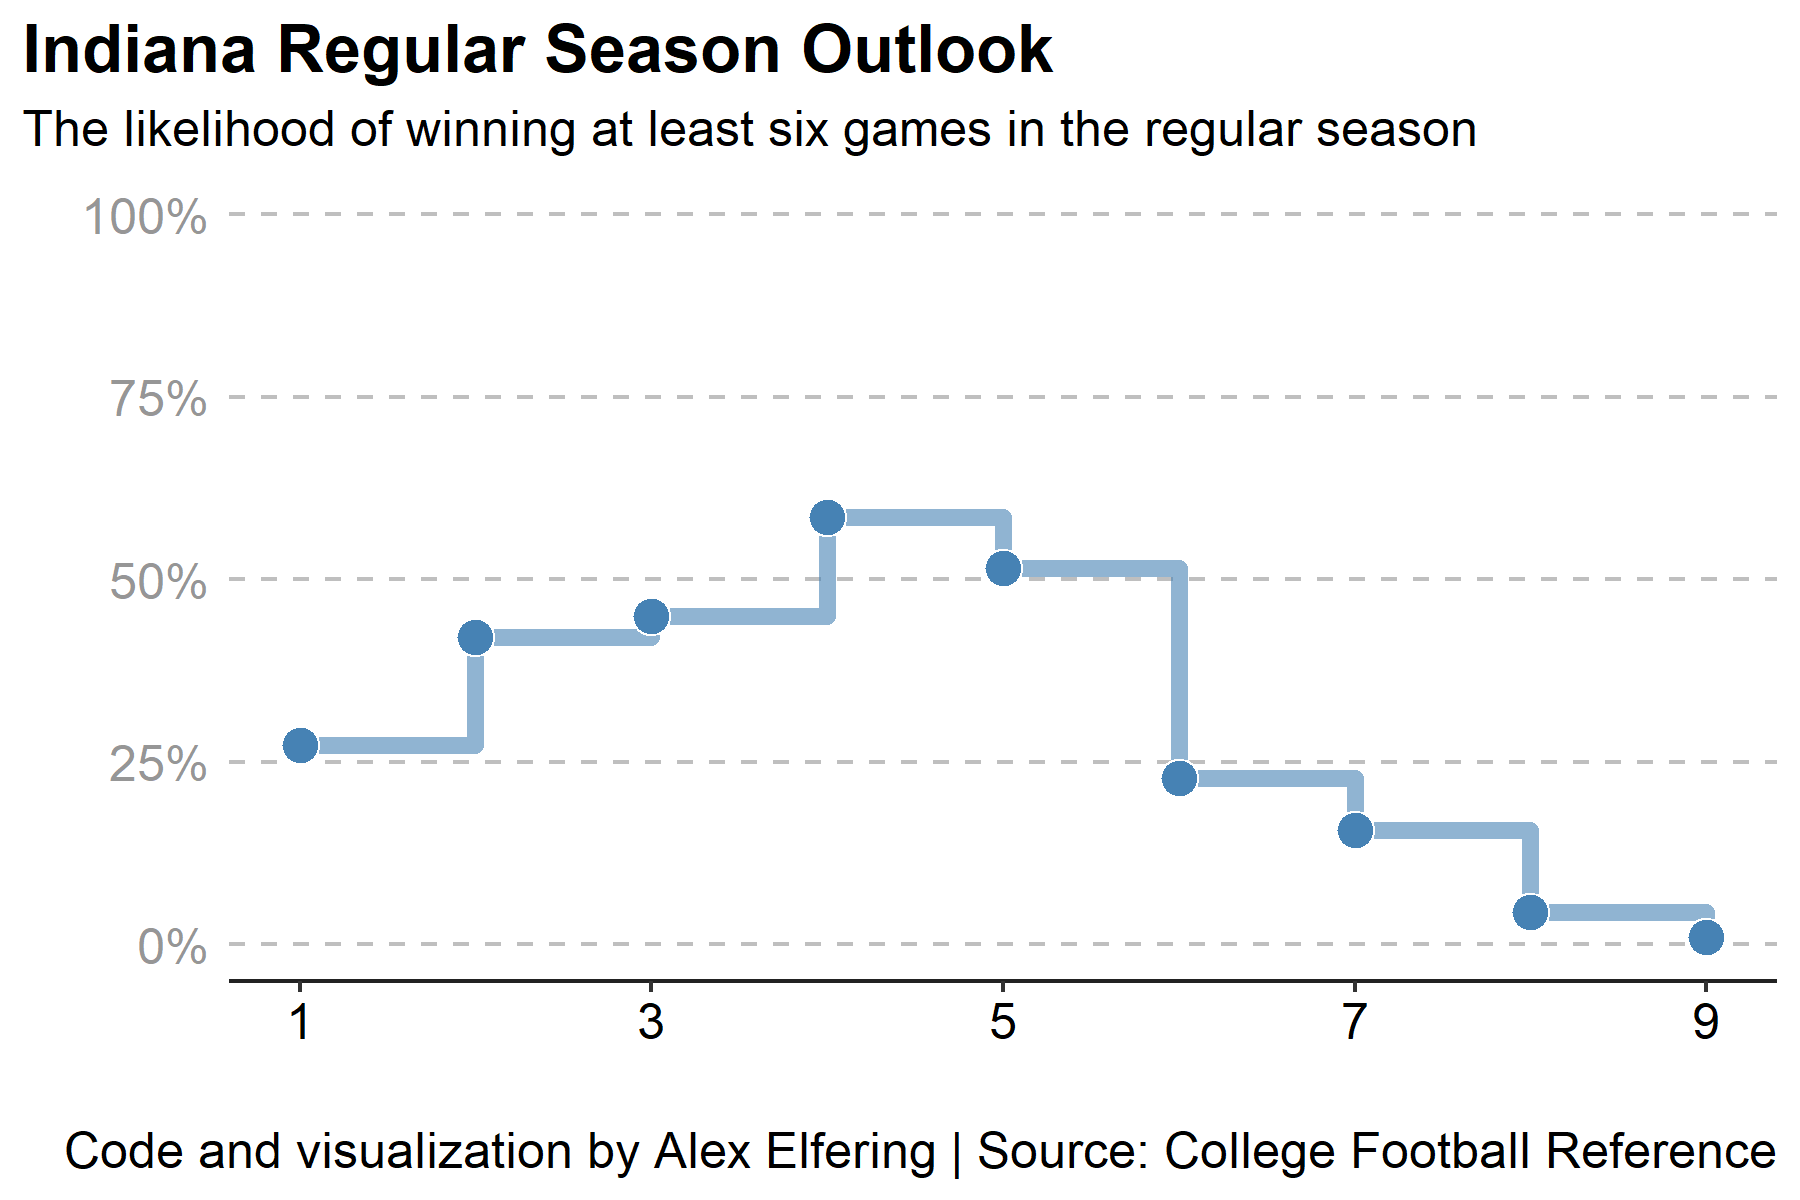 Indiana Regular Season Outlook
The likelihood of winning at least six games in the regular season
100%
75%
50%
25%
0%
1 3 5 7 9
Code and visualization by Alex Elfering | Source: College Football Reference